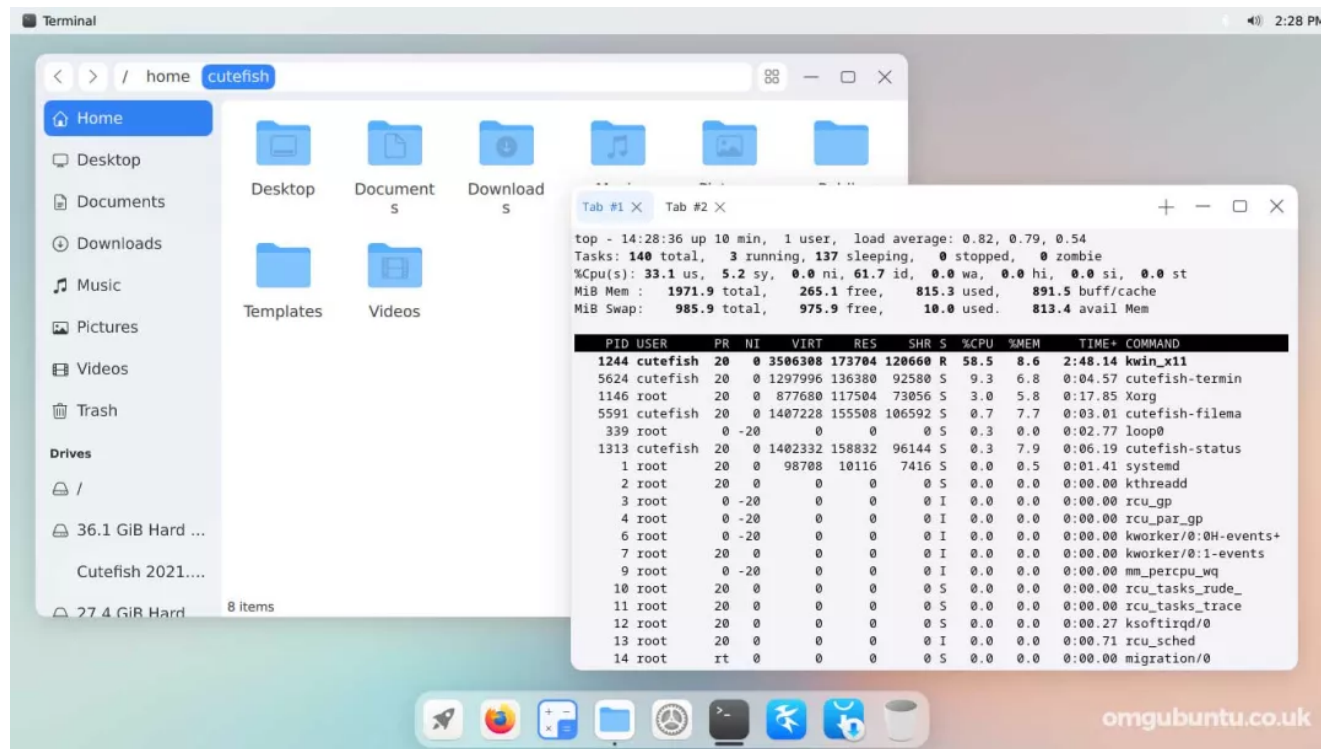 Terminal
2:28 PM
/ home cutefish
Home
Desktop
Documents
Downloads
Music
Pictures
Videos
Trash
Drives
/
36.1 GiB Hard ...
Cutefish 2021....
27.4 GiB Hard
Desktop
Document
s
Download
s
Templates
Videos
8 items
Tab #1
Tab #2
top - 14:28:36 up 10 min, 1 user, load average: 0.82, 0.79, 0.54
Tasks: 140 total, 3 running, 137 sleeping, 0 stopped, 0 zombie
%Cpu(s): 33.1 us, 5.2 sy, 0.0 ni, 61.7 id, 0.0 wa, 0.0 hi, 0.0 si, 0.0 st
MiB Mem : 1971.9 total, 265.1 free, 815.3 used, 891.5 buff/cache
MiB Swap: 985.9 total, 975.9 free, 10.0 used. 813.4 avail Mem
PID USER PR NI VIRT RES SHR S %CPU %MEM TIME+ COMMAND
1244 cutefish 20 0 3506308 173704 120660 R 58.5 8.6 2:48.14 kwin_x11
5624 cutefish 20 0 1297996 136380 92580 S 9.3 6.8 0:04.57 cutefish-termin
1146 root 20 0 877680 117504 73056 S 3.0 5.8 0:17.85 Xorg
5591 cutefish 20 0 1407228 155508 106592 S 0.7 7.7 0:03.01 cutefish-filema
339 root 0 -20 0 0 0 S 0.3 0.0 0:02.77 loop0
1313 cutefish 20 0 1402332 158832 96144 S 0.3 7.9 0:06.19 cutefish-status
1 root 20 0 98708 10116 7416 S 0.0 0.5 0:01.41 systemd
2 root 20 0 0 0 0 S 0.0 0.0 0:00.00 kthreadd
3 root 0 -20 0 0 0 I 0.0 0.0 0:00.00 rcu_gp
4 root 0 -20 0 0 0 I 0.0 0.0 0:00.00 rcu_par_gp
6 root 0 -20 0 0 0 I 0.0 0.0 0:00.00 kworker/0:0H-events+
7 root 20 0 0 0 0 I 0.0 0.0 0:00.00 kworker/0:1-events
9 root 0 -20 0 0 0 I 0.0 0.0 0:00.00 mm_percpu_wq
10 root 20 0 0 0 0 S 0.0 0.0 0:00.00 rcu_tasks_rude_
11 root 20 0 0 0 0 S 0.0 0.0 0:00.00 rcu_tasks_trace
12 root 20 0 0 0 0 S 0.0 0.0 0:00.27 ksoftirqd/0
13 root 20 0 0 0 0 I 0.0 0.0 0:00.71 rcu_sched
14 root rt 0 0 0 0 S 0.0 0.0 0:00.00 migration/0
omgubuntu.co.uk